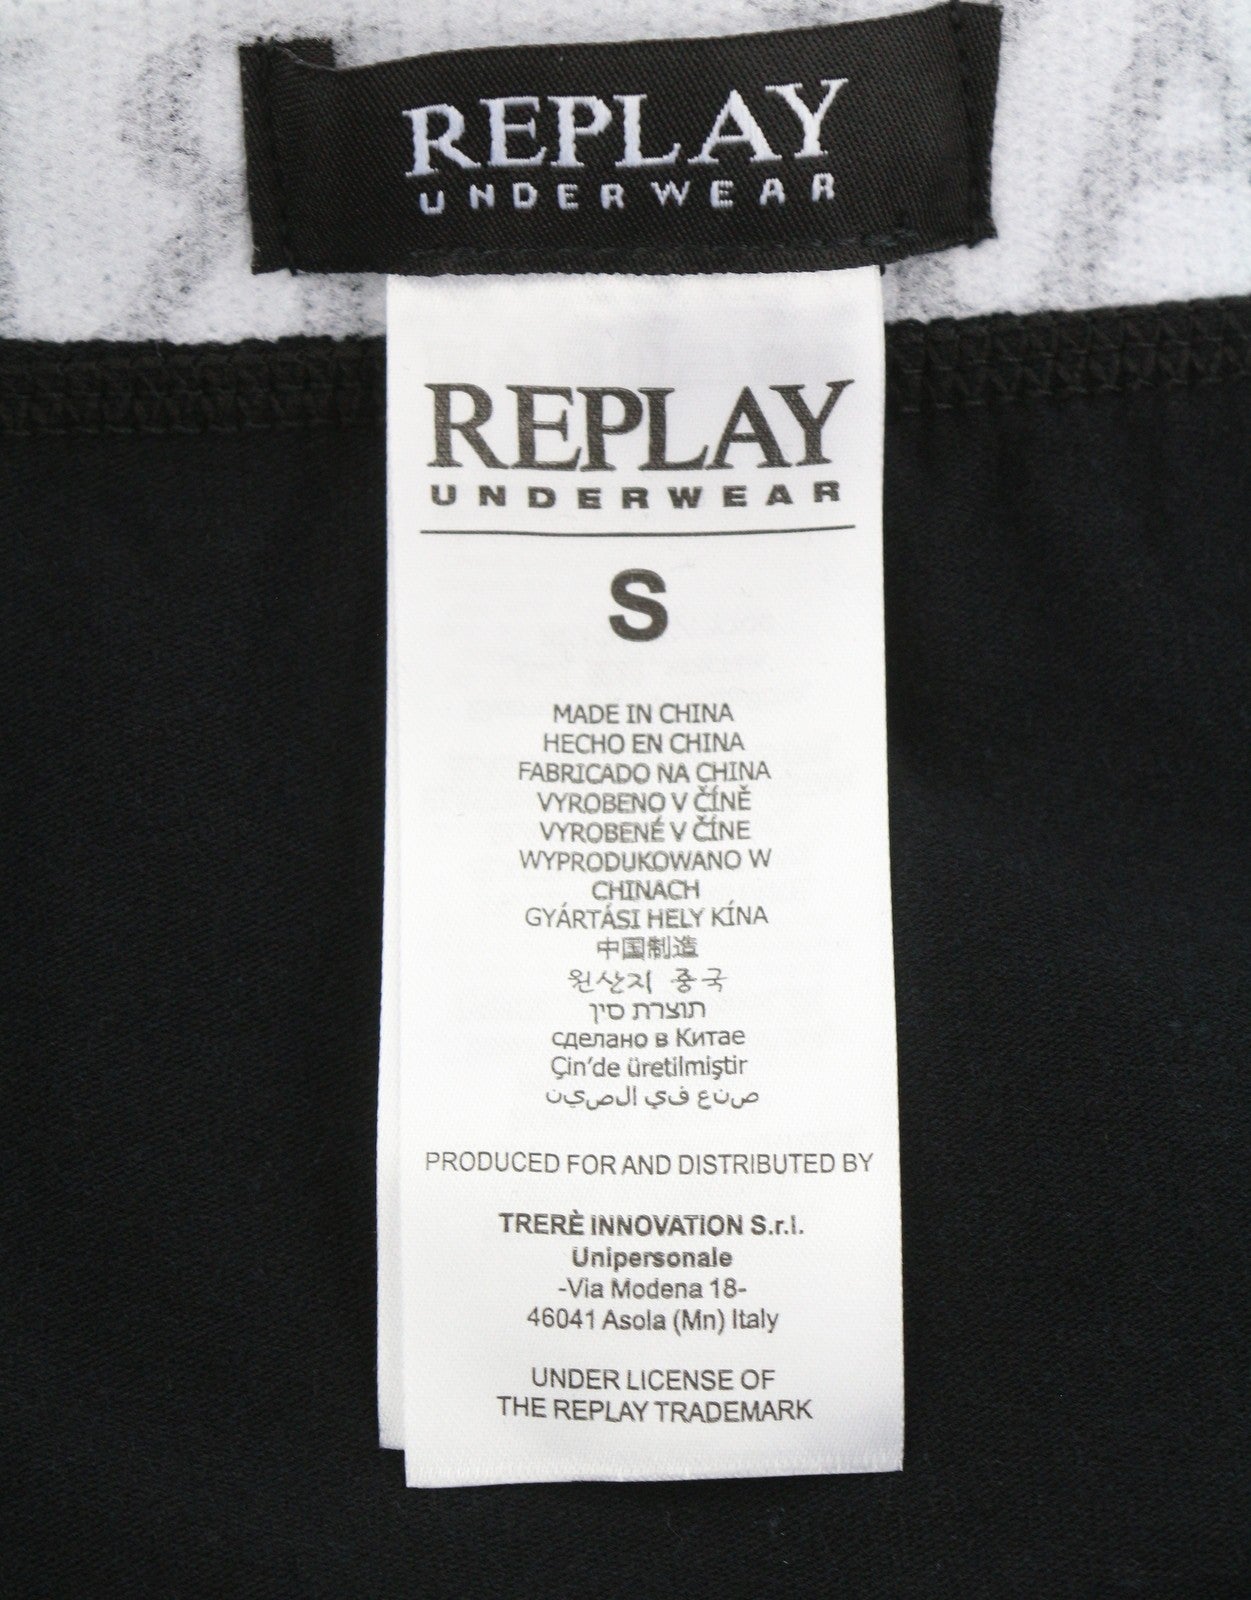 REPLAY
UNDERWEAR
REPLAY
UNDERWEAR
S
MADE IN CHINA
HECHO EN CHINA
FABRICADO NA CHINA
VYROBENO V ČÍNĚ
VYROBENÉ V ČÍNE
WYPRODUKOWANO W
CHINACH
GYÁRTÁSI HELY KÍNA
中国制造
원산지 중국
תוצרת סין
сделано в Китае
Çin'de üretilmiştir
صنع في الصين
PRODUCED FOR AND DISTRIBUTED BY
TRERÈ INNOVATION S.r.l.
Unipersonale
-Via Modena 18-
46041 Asola (Mn) Italy
UNDER LICENSE OF
THE REPLAY TRADEMARK